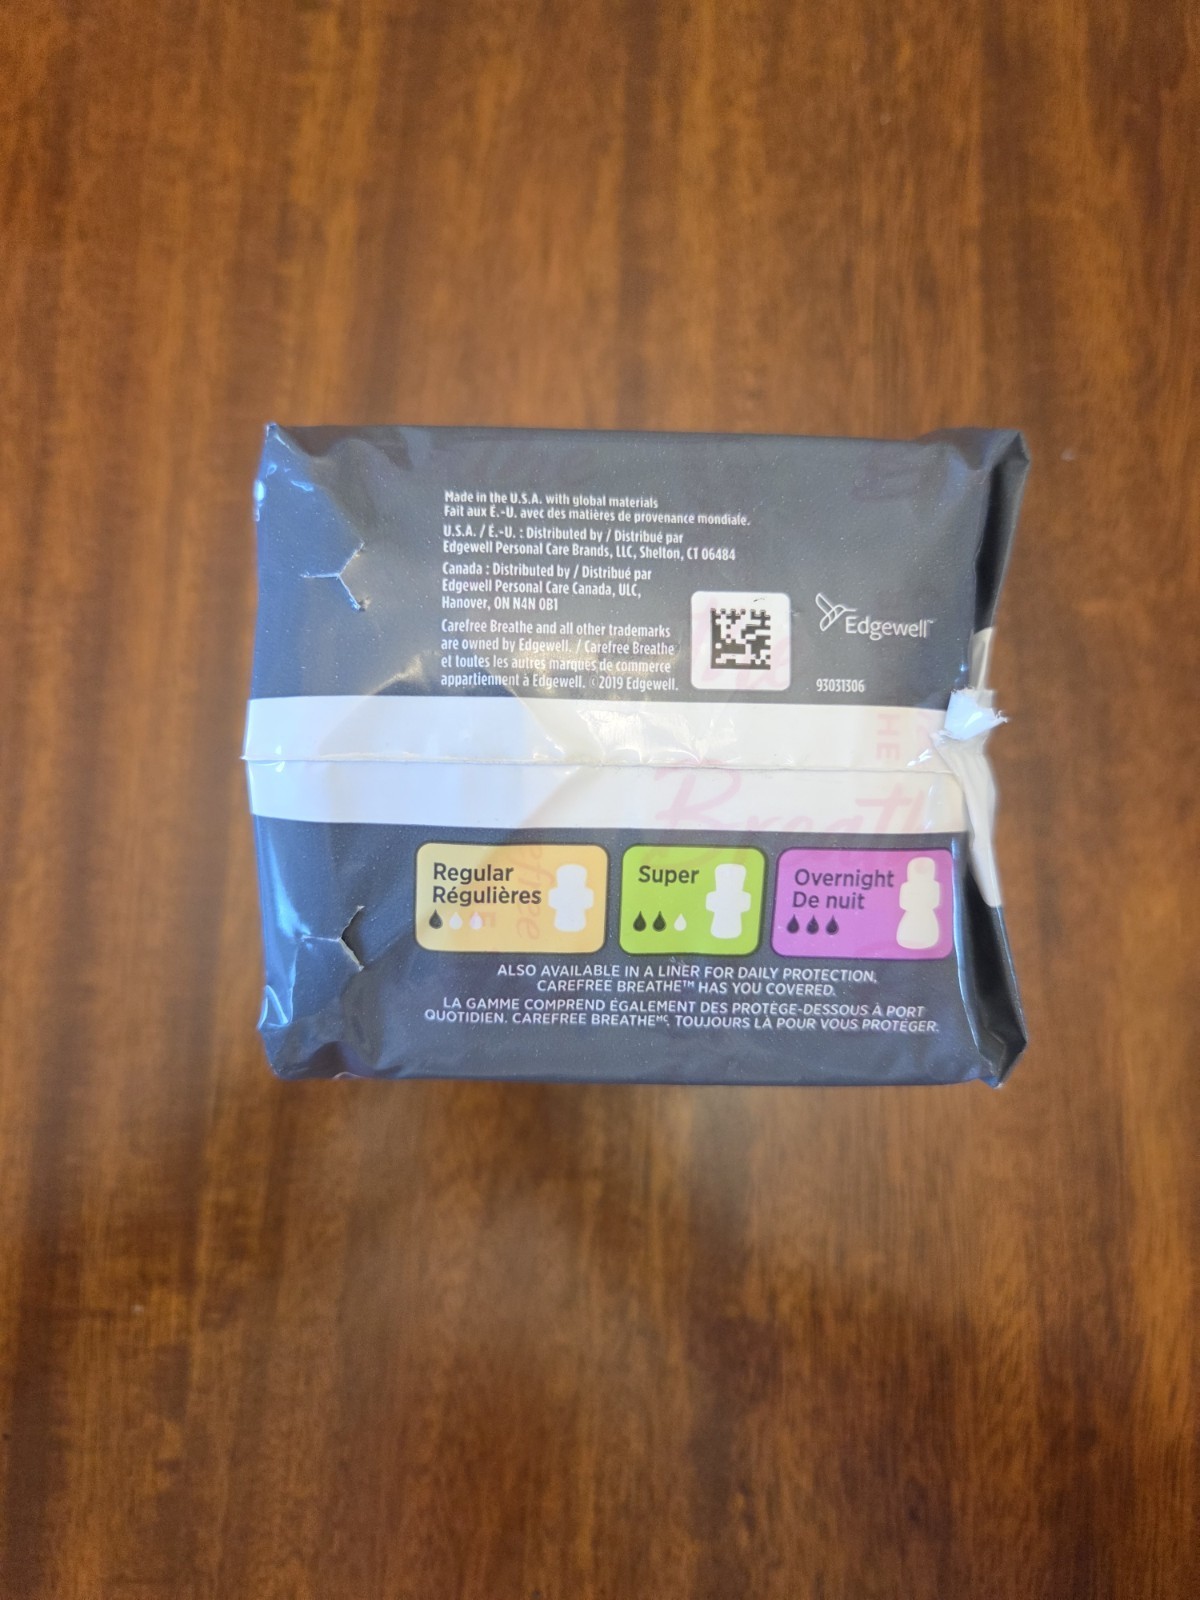 Made in the U.S.A. with global materials
Fait aux É.-U. avec des matières de provenance mondiale.
U.S.A. / É.-U. : Distributed by / Distribué par
Edgewell Personal Care Brands, LLC, Shelton, CT 06484
Canada : Distributed by / Distribué par
Edgewell Personal Care Canada, ULC,
Hanover, ON N4N 0B1
Carefree Breathe and all other trademarks
are owned by Edgewell. / Carefree Breathe
et toutes les autres marques de commerce
appartiennent à Edgewell. ©2019 Edgewell.
Edgewell™
93031306
HE
Breath
Regular
Régulières
Super
Overnight
De nuit
ALSO AVAILABLE IN A LINER FOR DAILY PROTECTION.
CAREFREE BREATHE™ HAS YOU COVERED.
LA GAMME COMPREND ÉGALEMENT DES PROTÈGE-DESSOUS À PORT
QUOTIDIEN. CAREFREE BREATHEᴹᶜ, TOUJOURS LÀ POUR VOUS PROTÉGER.